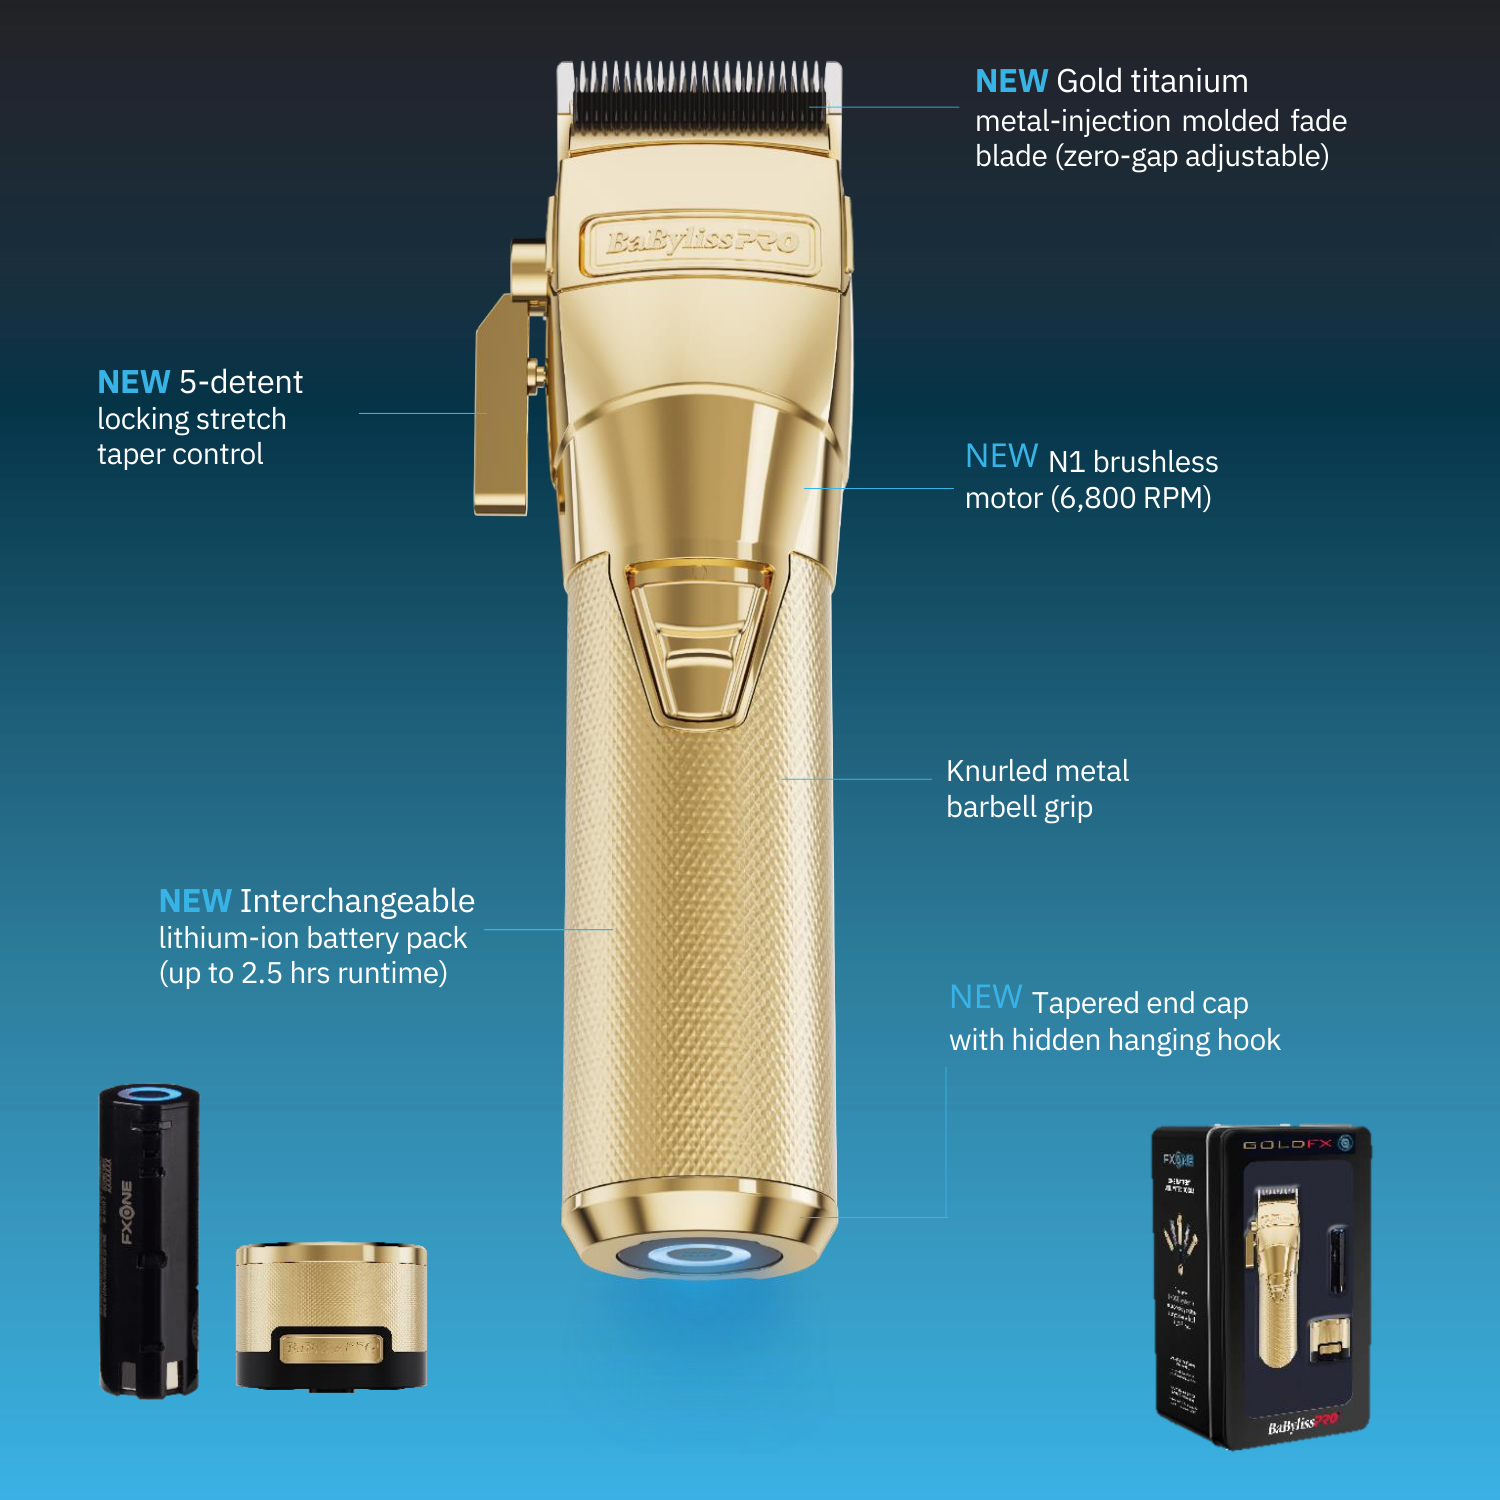 NEW Gold titanium
metal-injection molded fade
blade (zero-gap adjustable)
BaBylissPRO
NEW 5-detent
locking stretch
taper control
NEW N1 brushless
motor (6,800 RPM)
Knurled metal
barbell grip
NEW Interchangeable
lithium-ion battery pack
(up to 2.5 hrs runtime)
NEW Tapered end cap
with hidden hanging hook
FXONE
BaBylissPRO
GOLDFX
FXONE
BaBylissPRO